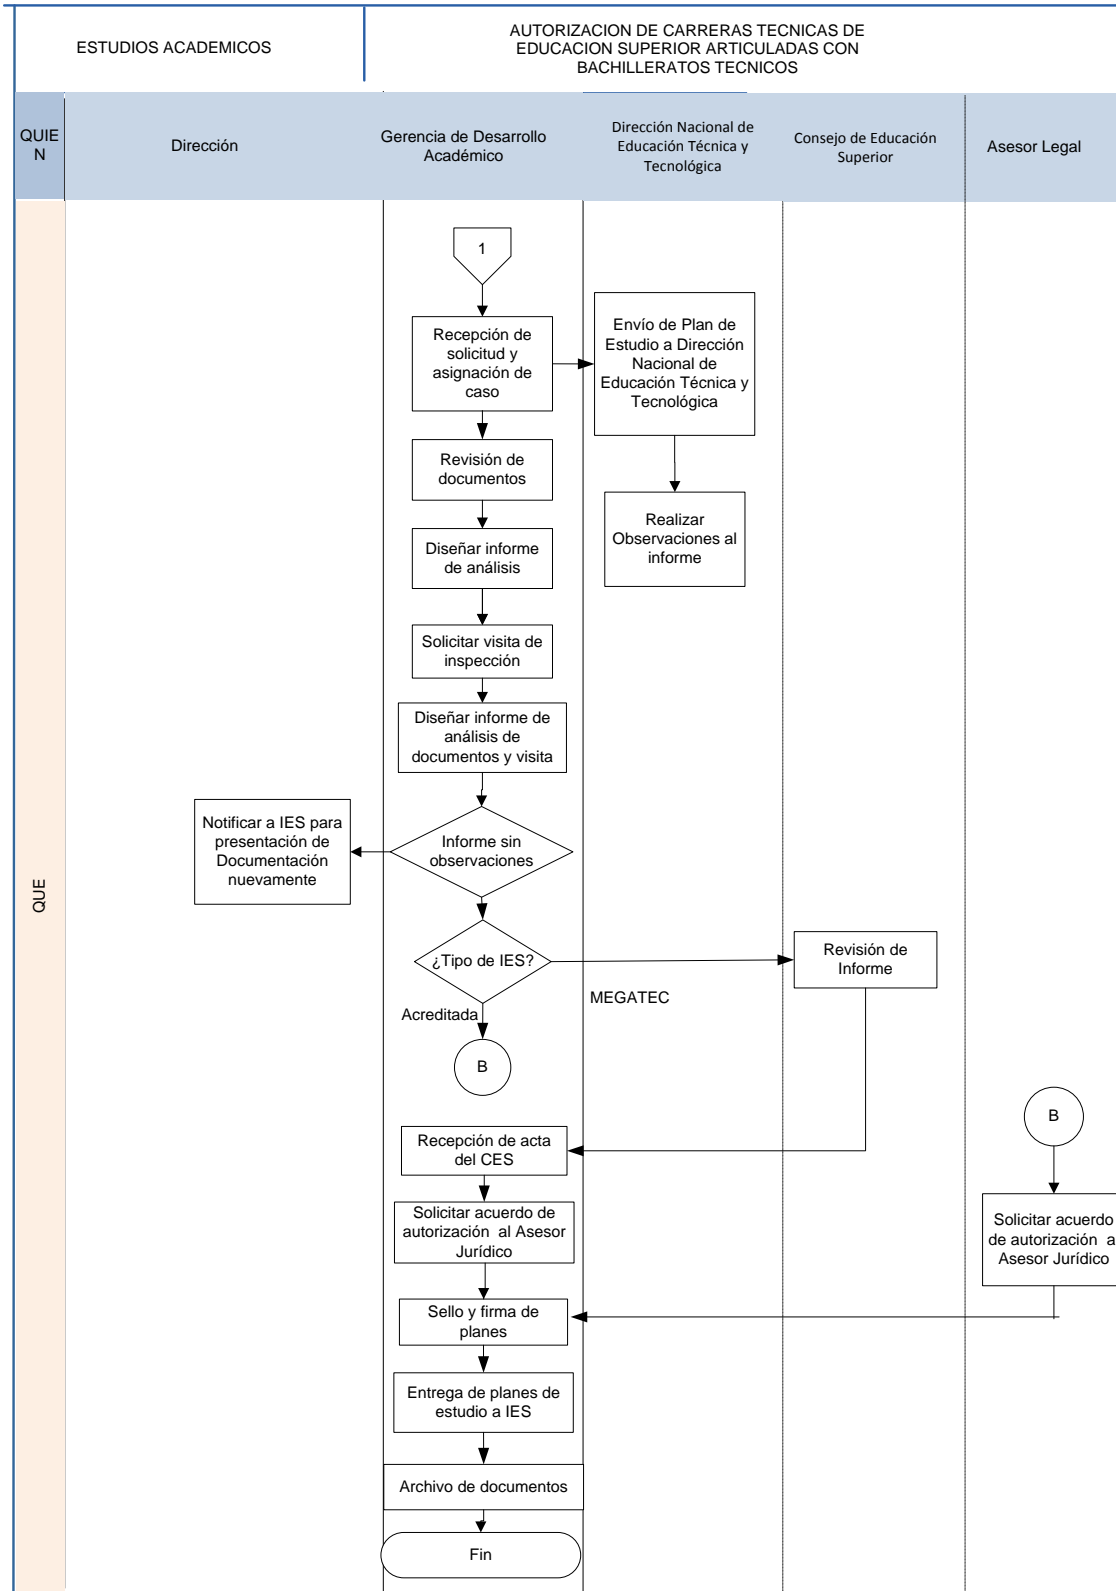 ESTUDIOS ACADEMICOS
AUTORIZACION DE CARRERAS TECNICAS DE
EDUCACION SUPERIOR ARTICULADAS CON
BACHILLERATOS TECNICOS
QUIE
N
Dirección
Gerencia de Desarrollo
Académico
Dirección Nacional de
Educación Técnica y
Tecnológica
Consejo de Educación
Superior
Asesor Legal
QUE
1
Recepción de
solicitud y
asignación de
caso
Envío de Plan de
Estudio a Dirección
Nacional de
Educación Técnica y
Tecnológica
Revisión de
documentos
Realizar
Observaciones al
informe
Diseñar informe
de análisis
Solicitar visita de
inspección
Diseñar informe de
análisis de
documentos y visita
Notificar a IES para
presentación de
Documentación
nuevamente
Informe sin
observaciones
¿Tipo de IES?
Revisión de
Informe
MEGATEC
Acreditada
B
B
Recepción de acta
del CES
Solicitar acuerdo de
autorización al Asesor
Jurídico
Solicitar acuerdo
de autorización a
Asesor Jurídico
Sello y firma de
planes
Entrega de planes de
estudio a IES
Archivo de documentos
Fin